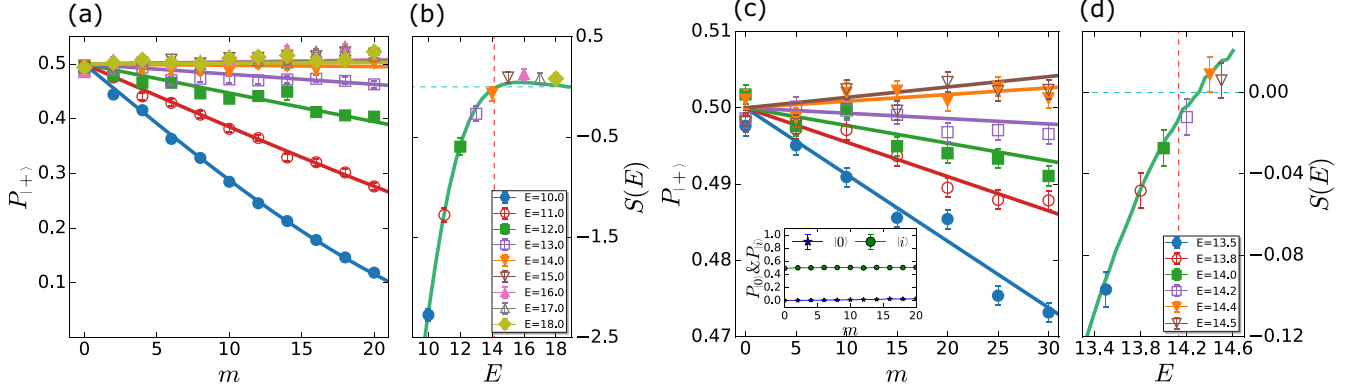 (a)
P|+⟩
0.5
0.4
0.3
0.2
0.1
0 4 8 12 16 20
m
(b)
0.5
−0.5
−1.5
−2.5
S(E)
10 12 14 16 18
E
E=10.0
E=11.0
E=12.0
E=13.0
E=14.0
E=15.0
E=16.0
E=17.0
E=18.0
(c)
P|+⟩
0.51
0.50
0.49
0.48
0.47
0 5 10 15 20 25 30
m
P|0⟩&P|i⟩
1.0
0.8
0.6
0.4
0.2
0.0
|0⟩ |i⟩
0 5 10 15 20
m
(d)
0.00
−0.04
−0.08
−0.12
S(E)
13.4 13.8 14.2 14.6
E
E=13.5
E=13.8
E=14.0
E=14.2
E=14.4
E=14.5